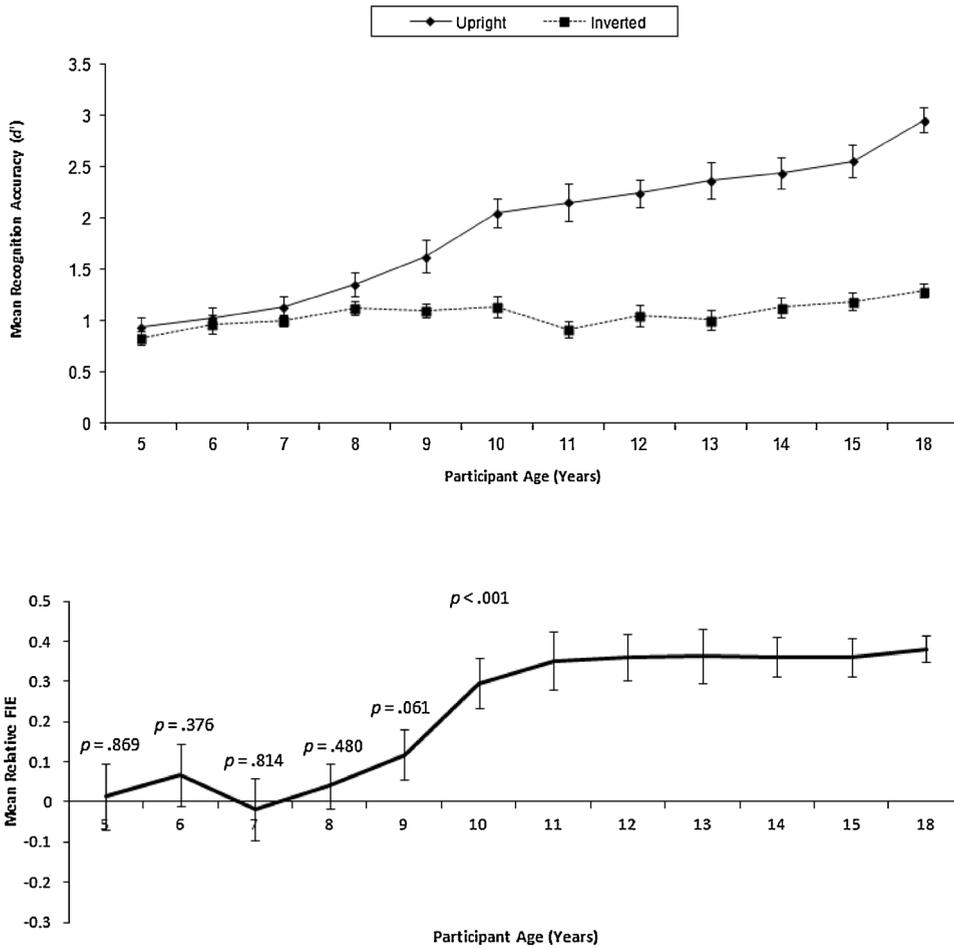 Upright Inverted
Mean Recognition Accuracy (d')
3.5
3
2.5
2
1.5
1
0.5
0
5 6 7 8 9 10 11 12 13 14 15 18
Participant Age (Years)
Mean Relative FIE
0.5
0.4
0.3
0.2
0.1
0
-0.1
-0.2
-0.3
p < .001
p = .061
p = .376
p = .869
p = .480
p = .814
5 6 7 8 9 10 11 12 13 14 15 18
Participant Age (Years)